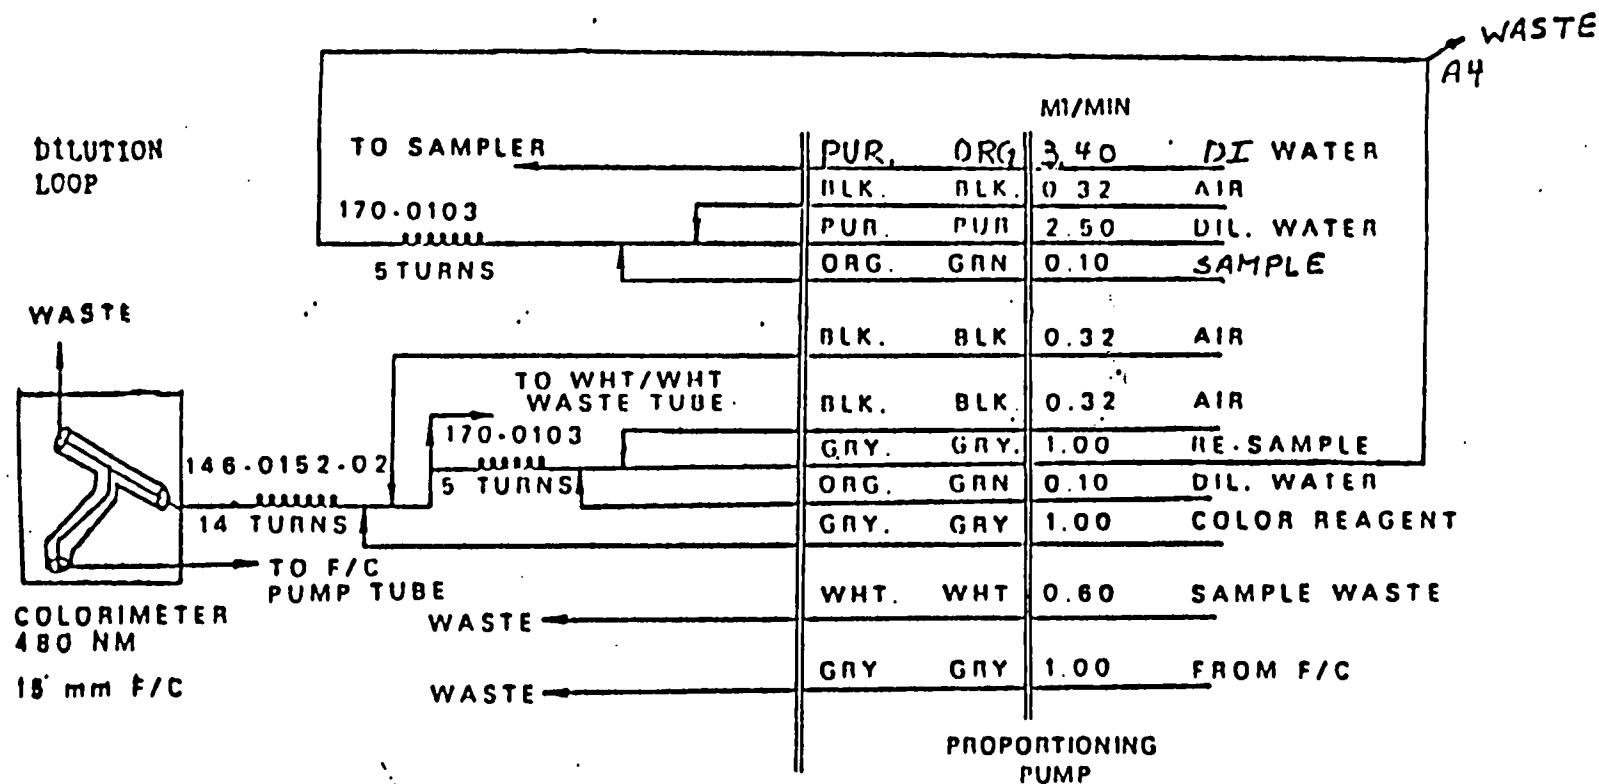 WASTE
A4
M1/MIN
DILUTION
LOOP
TO SAMPLER
PUR. ORG 3.40 DI WATER
BLK. BLK. 0.32 AIR
170-0103
PUR. PUR 2.50 DIL. WATER
5 TURNS
ORG. GRN 0.10 SAMPLE
WASTE
BLK. BLK 0.32 AIR
TO WHT/WHT
WASTE TUBE
BLK. BLK. 0.32 AIR
170-0103
GRY. GRY. 1.00 RE-SAMPLE
146-0152-02
5 TURNS
ORG. GRN 0.10 DIL. WATER
14 TURNS
GRY. GRY 1.00 COLOR REAGENT
TO F/C
PUMP TUBE
WHT. WHT 0.60 SAMPLE WASTE
COLORIMETER
480 NM
WASTE
15 mm F/C
GRY GRY 1.00 FROM F/C
WASTE
PROPORTIONING
PUMP